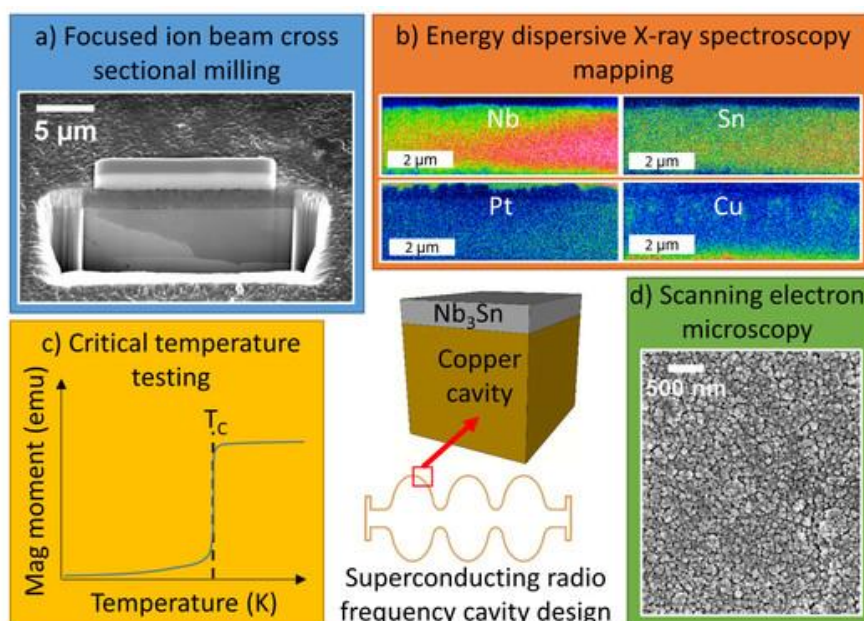 a) Focused ion beam cross
sectional milling
5 µm
b) Energy dispersive X-ray spectroscopy
mapping
Nb
2 µm
Sn
2 µm
Pt
2 µm
Cu
2 µm
c) Critical temperature
testing
Mag moment (emu)
T_C
Temperature (K)
Nb₃Sn
Copper
cavity
Superconducting radio
frequency cavity design
d) Scanning electron
microscopy
500 nm